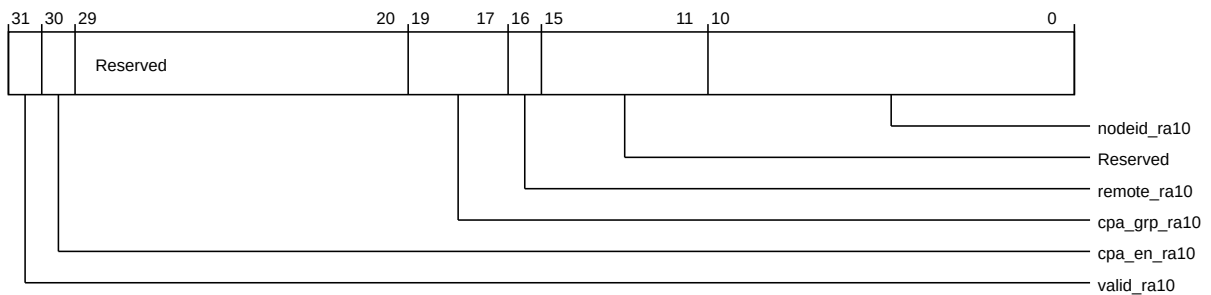 31 30 29 20 19 17 16 15 11 10 0
Reserved
nodeid_ra10
Reserved
remote_ra10
cpa_grp_ra10
cpa_en_ra10
valid_ra10